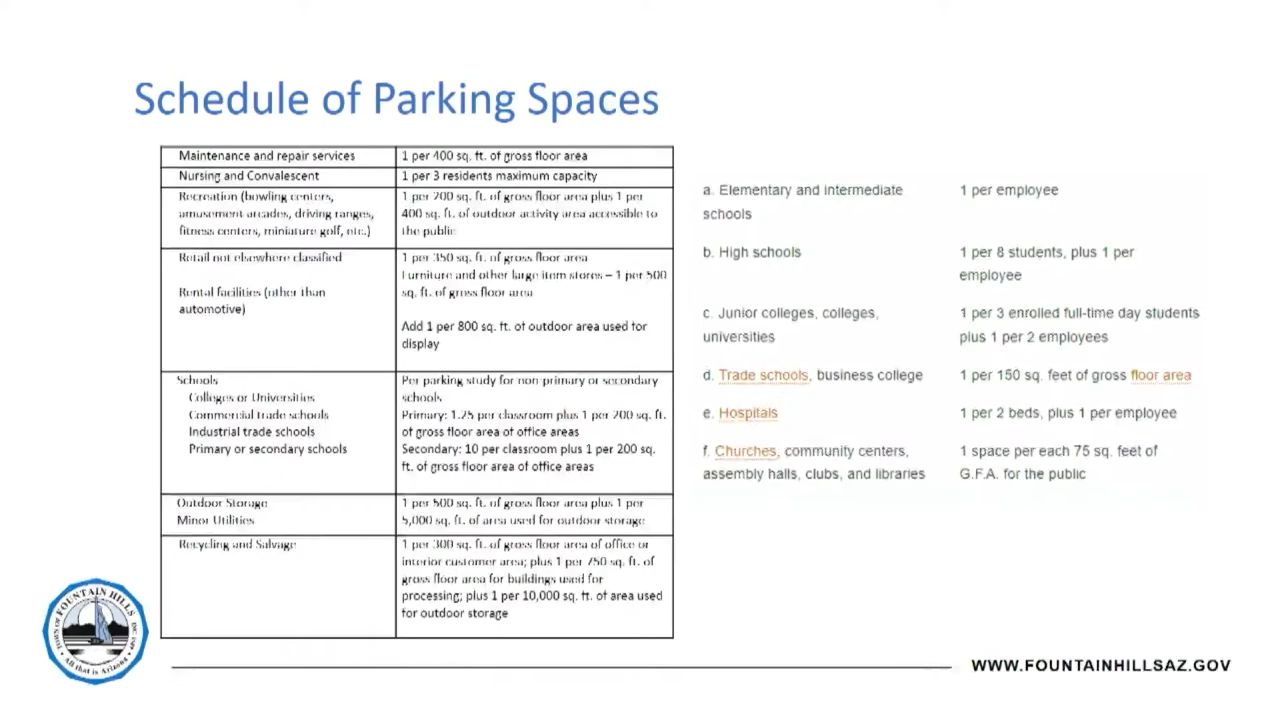 Schedule of Parking Spaces
Maintenance and repair services
1 per 400 sq. ft. of gross floor area
Nursing and Convalescent
1 per 3 residents maximum capacity
Recreation (bowling centers,
amusement arcades, driving ranges,
fitness centers, miniature golf, etc.)
1 per 200 sq. ft. of gross floor area plus 1 per
400 sq. ft. of outdoor activity area accessible to
the public
Retail not elsewhere classified
Rental facilities (other than
automotive)
1 per 350 sq. ft. of gross floor area
Furniture and other large item stores – 1 per 500
sq. ft. of gross floor area
Add 1 per 800 sq. ft. of outdoor area used for
display
Schools
Colleges or Universities
Commercial trade schools
Industrial trade schools
Primary or secondary schools
Per parking study for non primary or secondary
schools
Primary: 1.25 per classroom plus 1 per 200 sq. ft.
of gross floor area of office areas
Secondary: 10 per classroom plus 1 per 200 sq.
ft. of gross floor area of office areas
Outdoor Storage
Minor Utilities
1 per 500 sq. ft. of gross floor area plus 1 per
5,000 sq. ft. of area used for outdoor storage
Recycling and Salvage
1 per 300 sq. ft. of gross floor area of office or
interior customer area; plus 1 per 750 sq. ft. of
gross floor area for buildings used for
processing; plus 1 per 10,000 sq. ft. of area used
for outdoor storage
a. Elementary and intermediate
schools
1 per employee
b. High schools
1 per 8 students, plus 1 per
employee
c. Junior colleges, colleges,
universities
1 per 3 enrolled full-time day students
plus 1 per 2 employees
d. Trade schools, business college
1 per 150 sq. feet of gross floor area
e. Hospitals
1 per 2 beds, plus 1 per employee
f. Churches, community centers,
assembly halls, clubs, and libraries
1 space per each 75 sq. feet of
G.F.A. for the public
TOWN OF FOUNTAIN HILLS
INC. 1989
All that is Arizona
WWW.FOUNTAINHILLSAZ.GOV